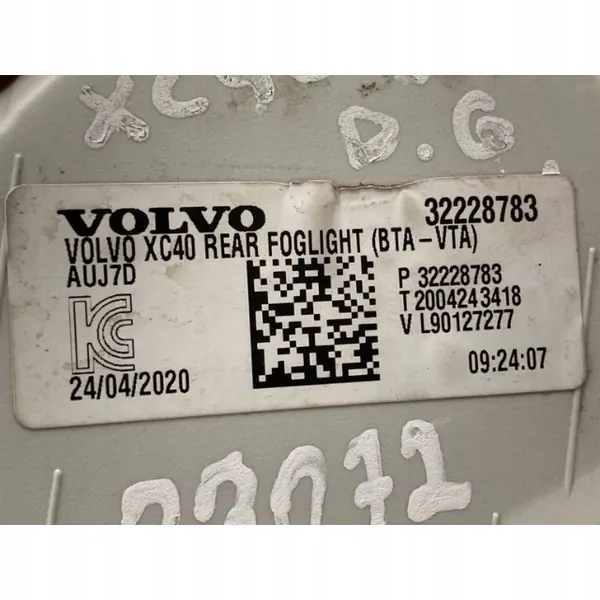 XC40
D.G
VOLVO 32228783
VOLVO XC40 REAR FOGLIGHT (BTA-VTA)
AUJ7D
P 32228783
T 2004243418
V L90127277
KC
24/04/2020
09:24:07